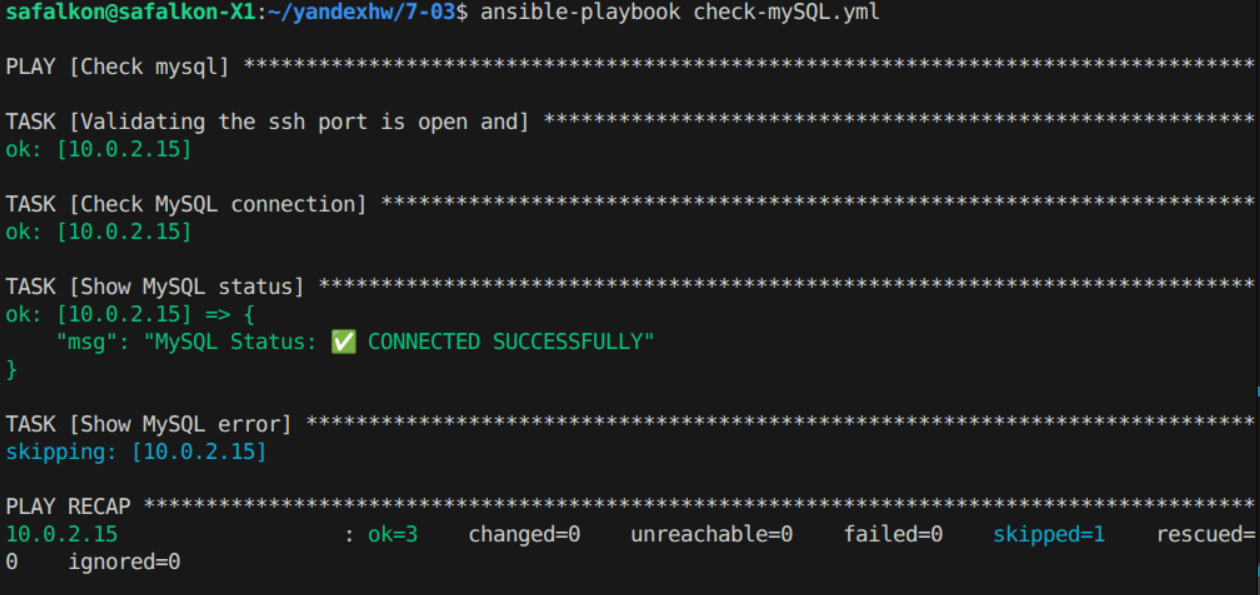 safalkon@safalkon-X1:~/yandexhw/7-03$ ansible-playbook check-mySQL.yml
PLAY [Check mysql] *********************************************************************************
TASK [Validating the ssh port is open and] *********************************************************
ok: [10.0.2.15]
TASK [Check MySQL connection] **********************************************************************
ok: [10.0.2.15]
TASK [Show MySQL status] ***************************************************************************
ok: [10.0.2.15] => {
    "msg": "MySQL Status: ✅ CONNECTED SUCCESSFULLY"
}
TASK [Show MySQL error] ****************************************************************************
skipping: [10.0.2.15]
PLAY RECAP *****************************************************************************************
10.0.2.15                  : ok=3    changed=0    unreachable=0    failed=0    skipped=1    rescued=
0    ignored=0